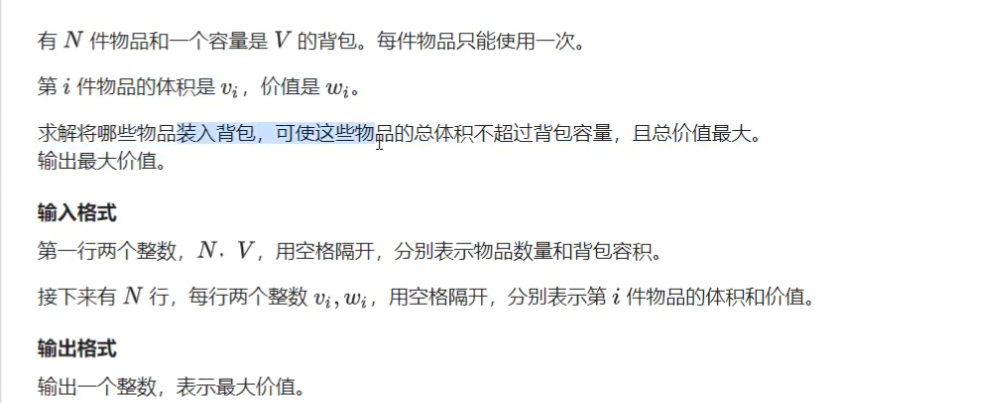 有 N 件物品和一个容量是 V 的背包。每件物品只能使用一次。
第 i 件物品的体积是 vᵢ，价值是 wᵢ。
求解将哪些物品装入背包，可使这些物品的总体积不超过背包容量，且总价值最大。
输出最大价值。
输入格式
第一行两个整数，N，V，用空格隔开，分别表示物品数量和背包容积。
接下来有 N 行，每行两个整数 vᵢ, wᵢ，用空格隔开，分别表示第 i 件物品的体积和价值。
输出格式
输出一个整数，表示最大价值。